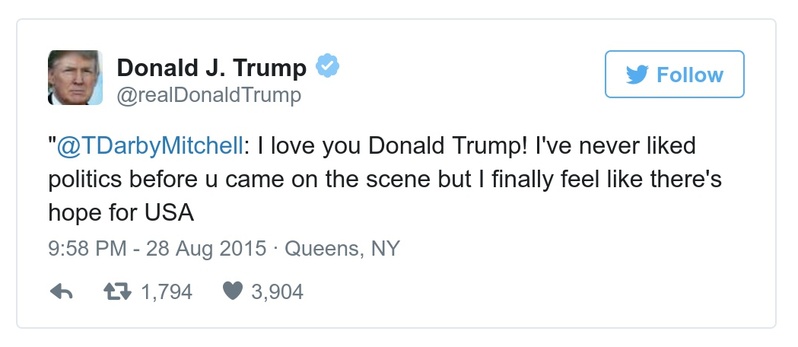 Donald J. Trump
@realDonaldTrump
Follow
"@TDarbyMitchell: I love you Donald Trump! I've never liked
politics before u came on the scene but I finally feel like there's
hope for USA
9:58 PM - 28 Aug 2015 · Queens, NY
1,794 3,904